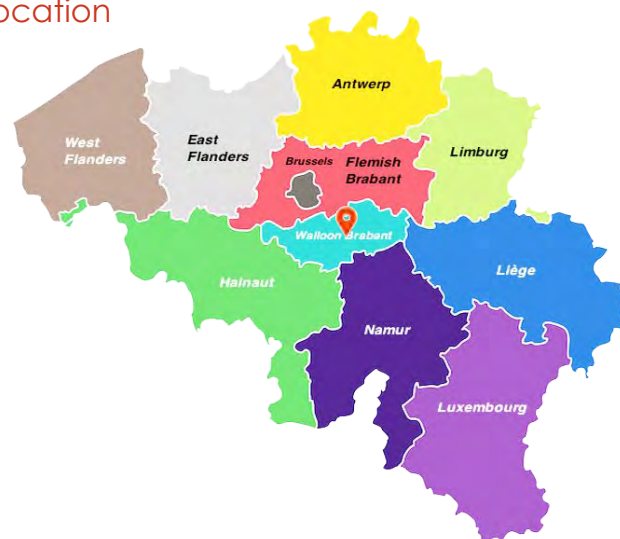 ocation
Antwerp
West
Flanders
East
Flanders
Brussels
Flemish
Brabant
Limburg
Walloon Brabant
Hainaut
Liège
Namur
Luxembourg